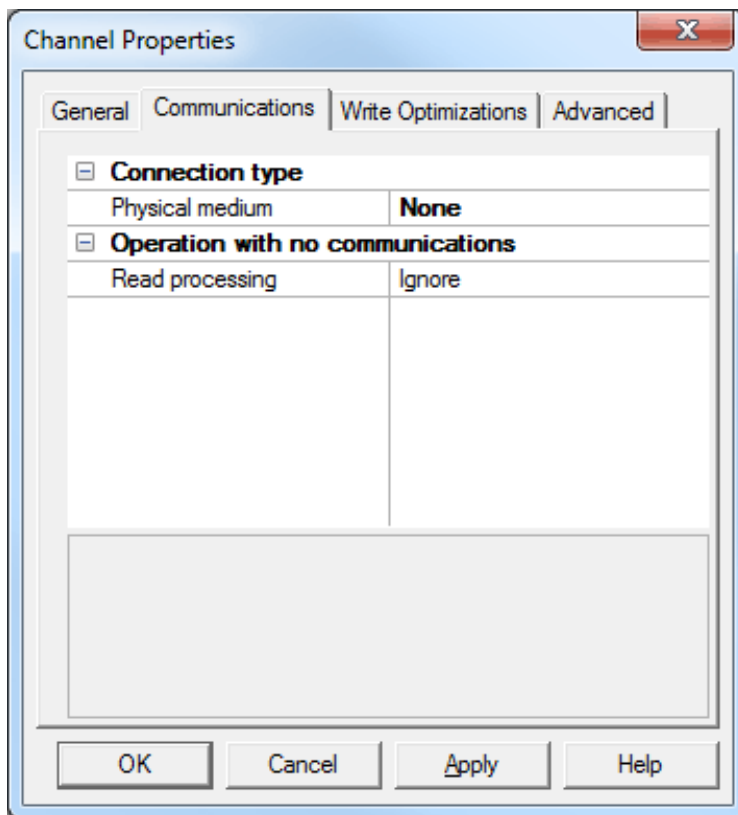 Channel Properties
General Communications Write Optimizations Advanced
Connection type
Physical medium None
Operation with no communications
Read processing Ignore
OK Cancel Apply Help